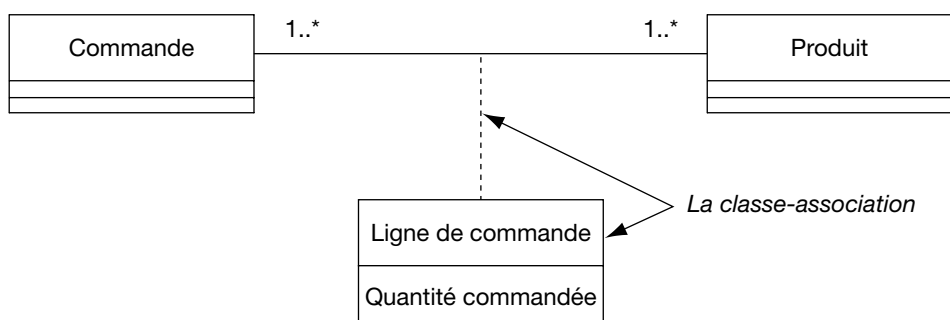 1..*
1..*
Commande
Produit
La classe-association
Ligne de commande
Quantité commandée